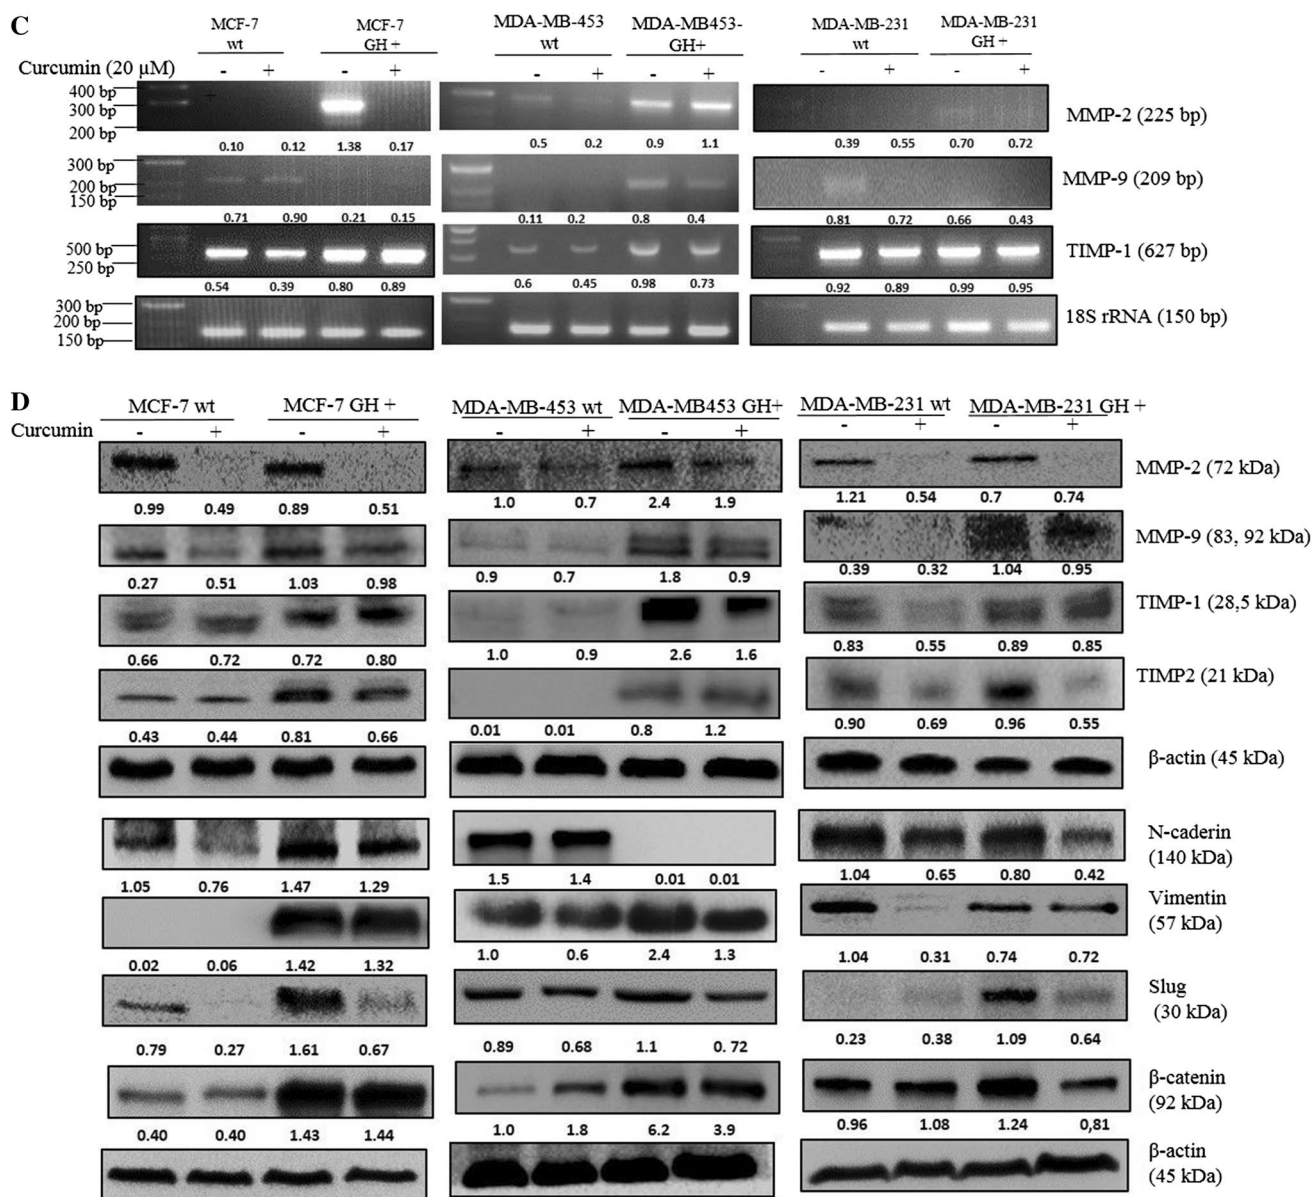 C
MCF-7
wt
MCF-7
GH +
MDA-MB-453
wt
MDA-MB453-
GH+
MDA-MB-231
wt
MDA-MB-231
GH +
Curcumin (20 µM)
- + - + - + - + - + - +
400 bp
300 bp
200 bp
MMP-2 (225 bp)
0.10 0.12 1.38 0.17 0.5 0.2 0.9 1.1 0.39 0.55 0.70 0.72
300 bp
200 bp
150 bp
MMP-9 (209 bp)
0.71 0.90 0.21 0.15 0.11 0.2 0.8 0.4 0.81 0.72 0.66 0.43
500 bp
250 bp
TIMP-1 (627 bp)
0.54 0.39 0.80 0.89 0.6 0.45 0.98 0.73 0.92 0.89 0.99 0.95
300 bp
200 bp
150 bp
18S rRNA (150 bp)
D
MCF-7 wt MCF-7 GH + MDA-MB-453 wt MDA-MB453 GH+ MDA-MB-231 wt MDA-MB-231 GH +
Curcumin - + - + - + - + - + - +
MMP-2 (72 kDa)
0.99 0.49 0.89 0.51 1.0 0.7 2.4 1.9 1.21 0.54 0.7 0.74
MMP-9 (83, 92 kDa)
0.27 0.51 1.03 0.98 0.9 0.7 1.8 0.9 0.39 0.32 1.04 0.95
TIMP-1 (28,5 kDa)
0.66 0.72 0.72 0.80 1.0 0.9 2.6 1.6 0.83 0.55 0.89 0.85
TIMP2 (21 kDa)
0.43 0.44 0.81 0.66 0.01 0.01 0.8 1.2 0.90 0.69 0.96 0.55
β-actin (45 kDa)
N-caderin
(140 kDa)
1.05 0.76 1.47 1.29 1.5 1.4 0.01 0.01 1.04 0.65 0.80 0.42
Vimentin
(57 kDa)
0.02 0.06 1.42 1.32 1.0 0.6 2.4 1.3 1.04 0.31 0.74 0.72
Slug
(30 kDa)
0.79 0.27 1.61 0.67 0.89 0.68 1.1 0. 72 0.23 0.38 1.09 0.64
β-catenin
(92 kDa)
0.40 0.40 1.43 1.44 1.0 1.8 6.2 3.9 0.96 1.08 1.24 0,81
β-actin
(45 kDa)